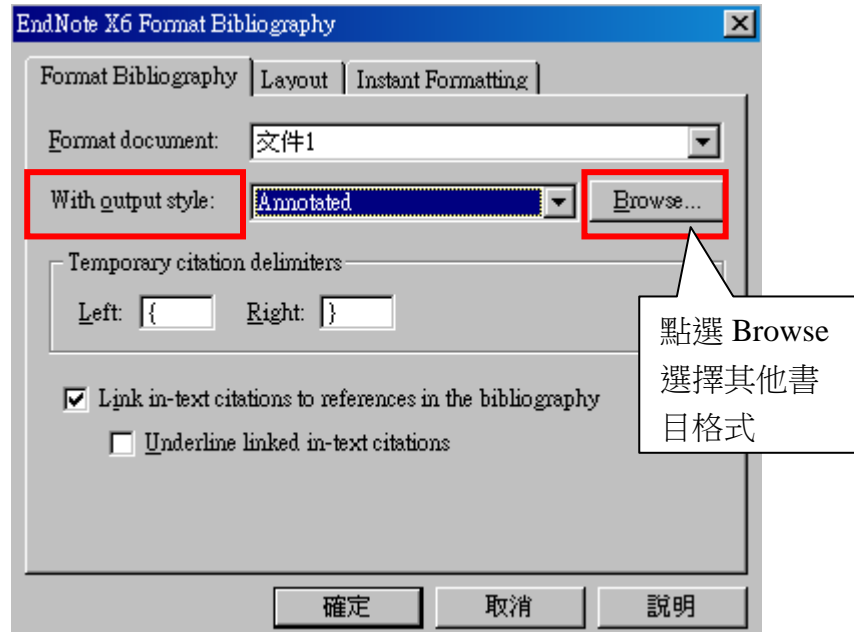 EndNote X6 Format Bibliography
Format Bibliography Layout Instant Formatting
Format document: 文件1
With output style: Annotated Browse...
Temporary citation delimiters
Left: { Right: }
點選 Browse
選擇其他書
目格式
Link in-text citations to references in the bibliography
Underline linked in-text citations
確定 取消 說明